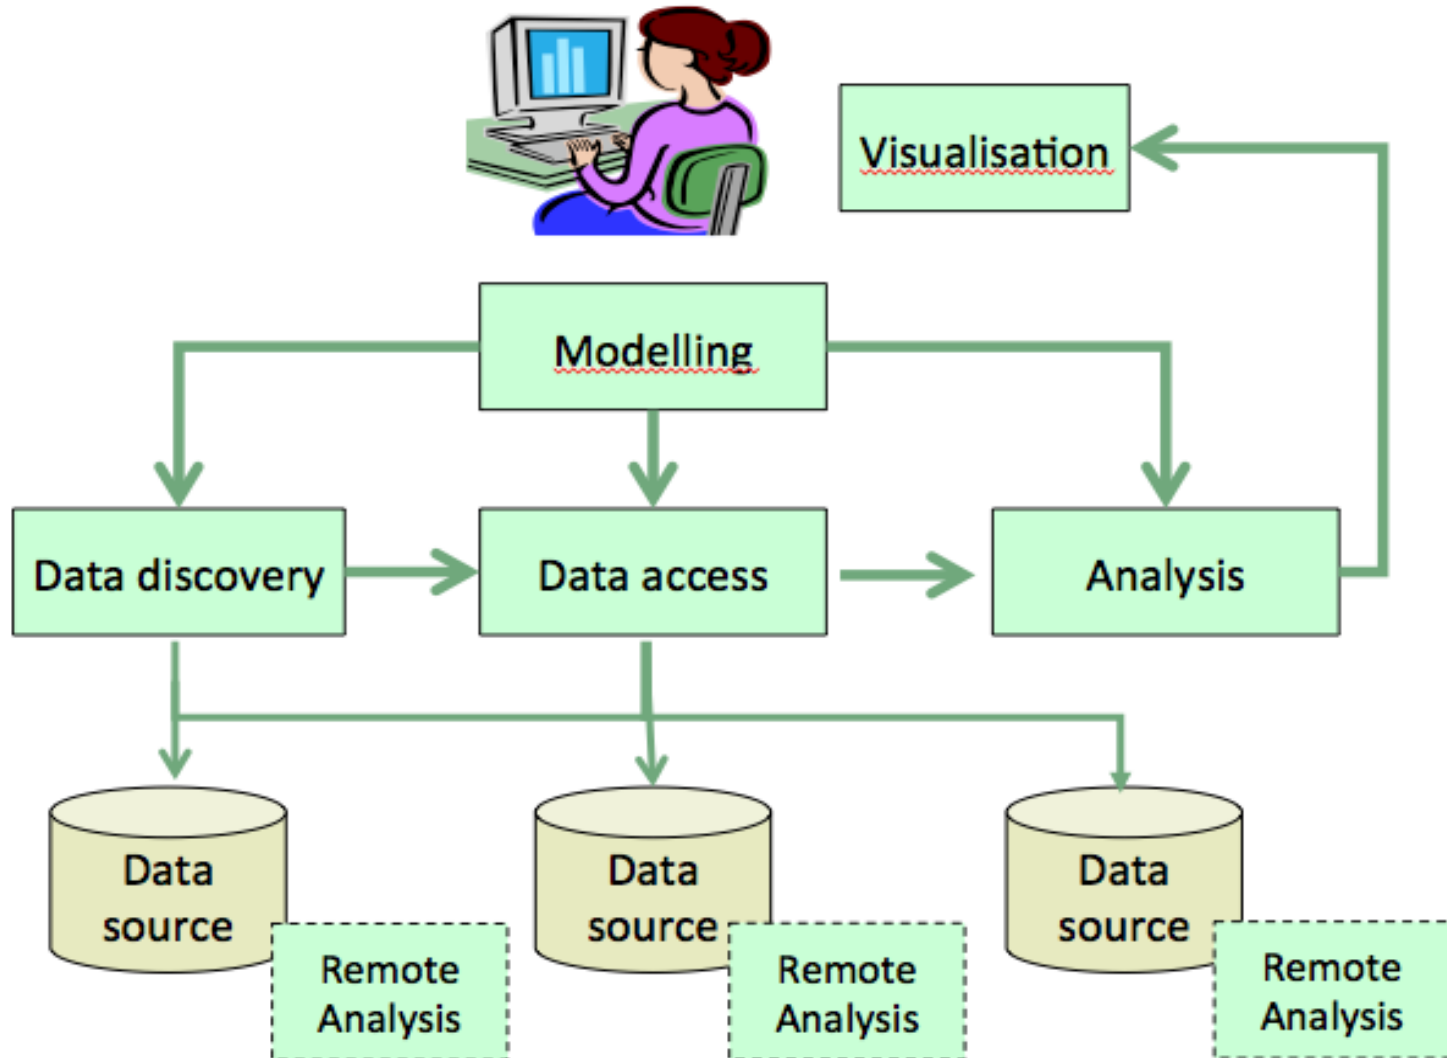 Visualisation
Modelling
Data discovery
Data access
Analysis
Data
source
Data
source
Data
source
Remote
Analysis
Remote
Analysis
Remote
Analysis